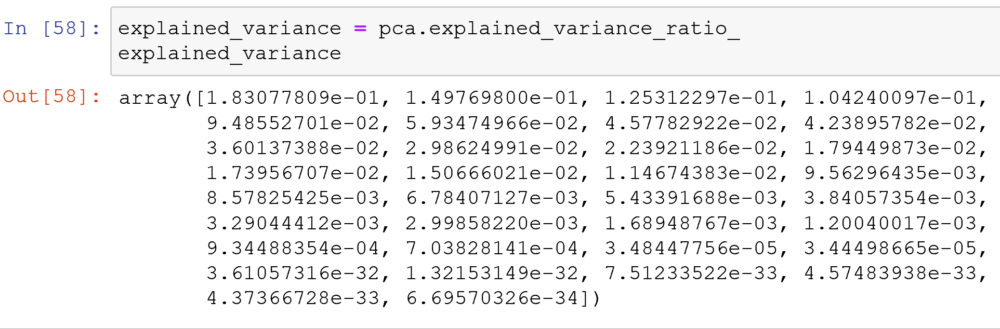 In [58]: explained_variance = pca.explained_variance_ratio_
explained_variance
Out[58]: array([1.83077809e-01, 1.49769800e-01, 1.25312297e-01, 1.04240097e-01,
9.48552701e-02, 5.93474966e-02, 4.57782922e-02, 4.23895782e-02,
3.60137388e-02, 2.98624991e-02, 2.23921186e-02, 1.79449873e-02,
1.73956707e-02, 1.50666021e-02, 1.14674383e-02, 9.56296435e-03,
8.57825425e-03, 6.78407127e-03, 5.43391688e-03, 3.84057354e-03,
3.29044412e-03, 2.99858220e-03, 1.68948767e-03, 1.20040017e-03,
9.34488354e-04, 7.03828141e-04, 3.48447756e-05, 3.44498665e-05,
3.61057316e-32, 1.32153149e-32, 7.51233522e-33, 4.57483938e-33,
4.37366728e-33, 6.69570326e-34])